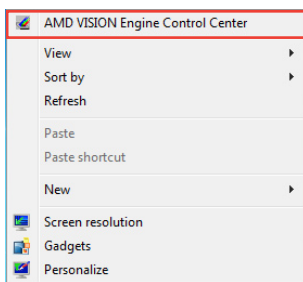 AMD VISION Engine Control Center
View
Sort by
Refresh
Paste
Paste shortcut
New
Screen resolution
Gadgets
Personalize